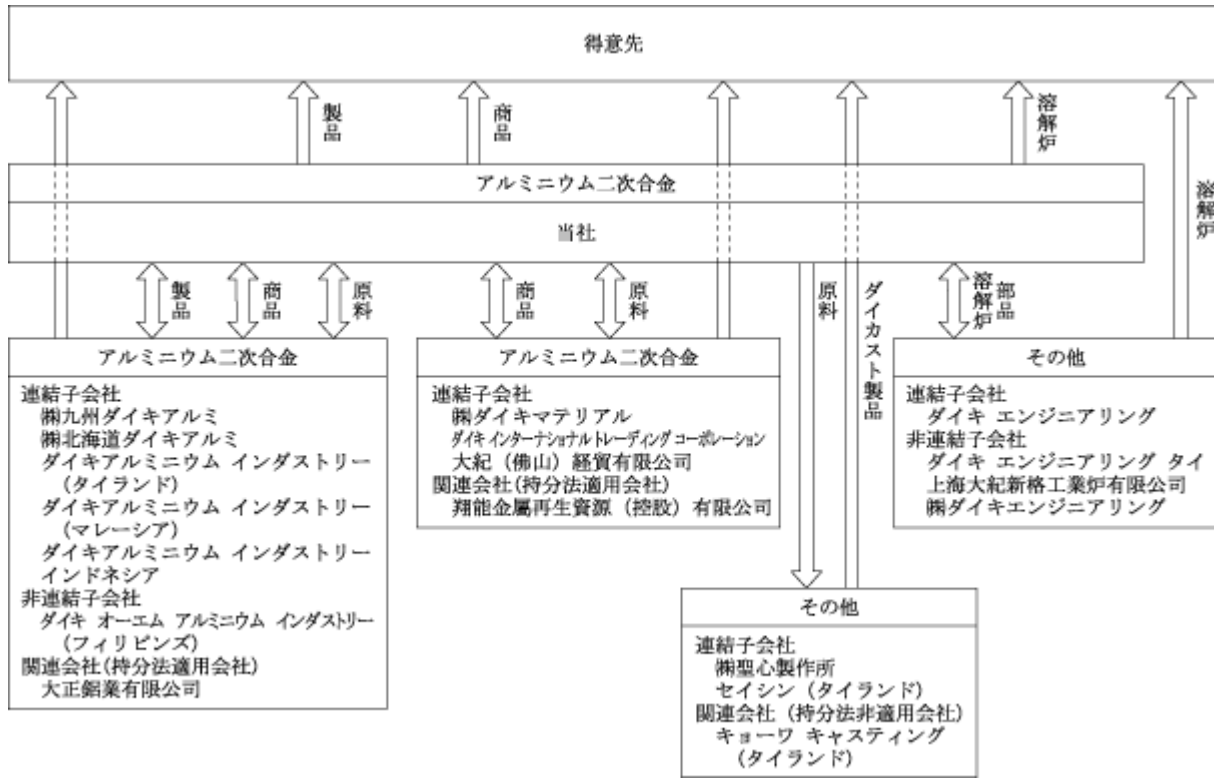 得意先
製品
商品
溶解炉
溶解炉
アルミニウム二次合金
当社
製品
商品
原料
商品
原料
原料
ダイカスト製品
溶解炉
部品
アルミニウム二次合金
連結子会社
㈱九州ダイキアルミ
㈱北海道ダイキアルミ
ダイキアルミニウム インダストリー
(タイランド)
ダイキアルミニウム インダストリー
(マレーシア)
ダイキアルミニウム インダストリー
インドネシア
非連結子会社
ダイキ オーエム アルミニウム インダストリー
(フィリピンズ)
関連会社(持分法適用会社)
大正鋁業有限公司
アルミニウム二次合金
連結子会社
㈱ダイキマテリアル
ダイキインターナショナルトレーディングコーポレーション
大紀（佛山）経貿有限公司
関連会社(持分法適用会社)
翔能金属再生資源（控股）有限公司
その他
連結子会社
ダイキ エンジニアリング
非連結子会社
ダイキ エンジニアリング タイ
上海大紀新格工業炉有限公司
㈱ダイキエンジニアリング
その他
連結子会社
㈱聖心製作所
セイシン（タイランド）
関連会社（持分法非適用会社）
キョーワ キャスティング
（タイランド）